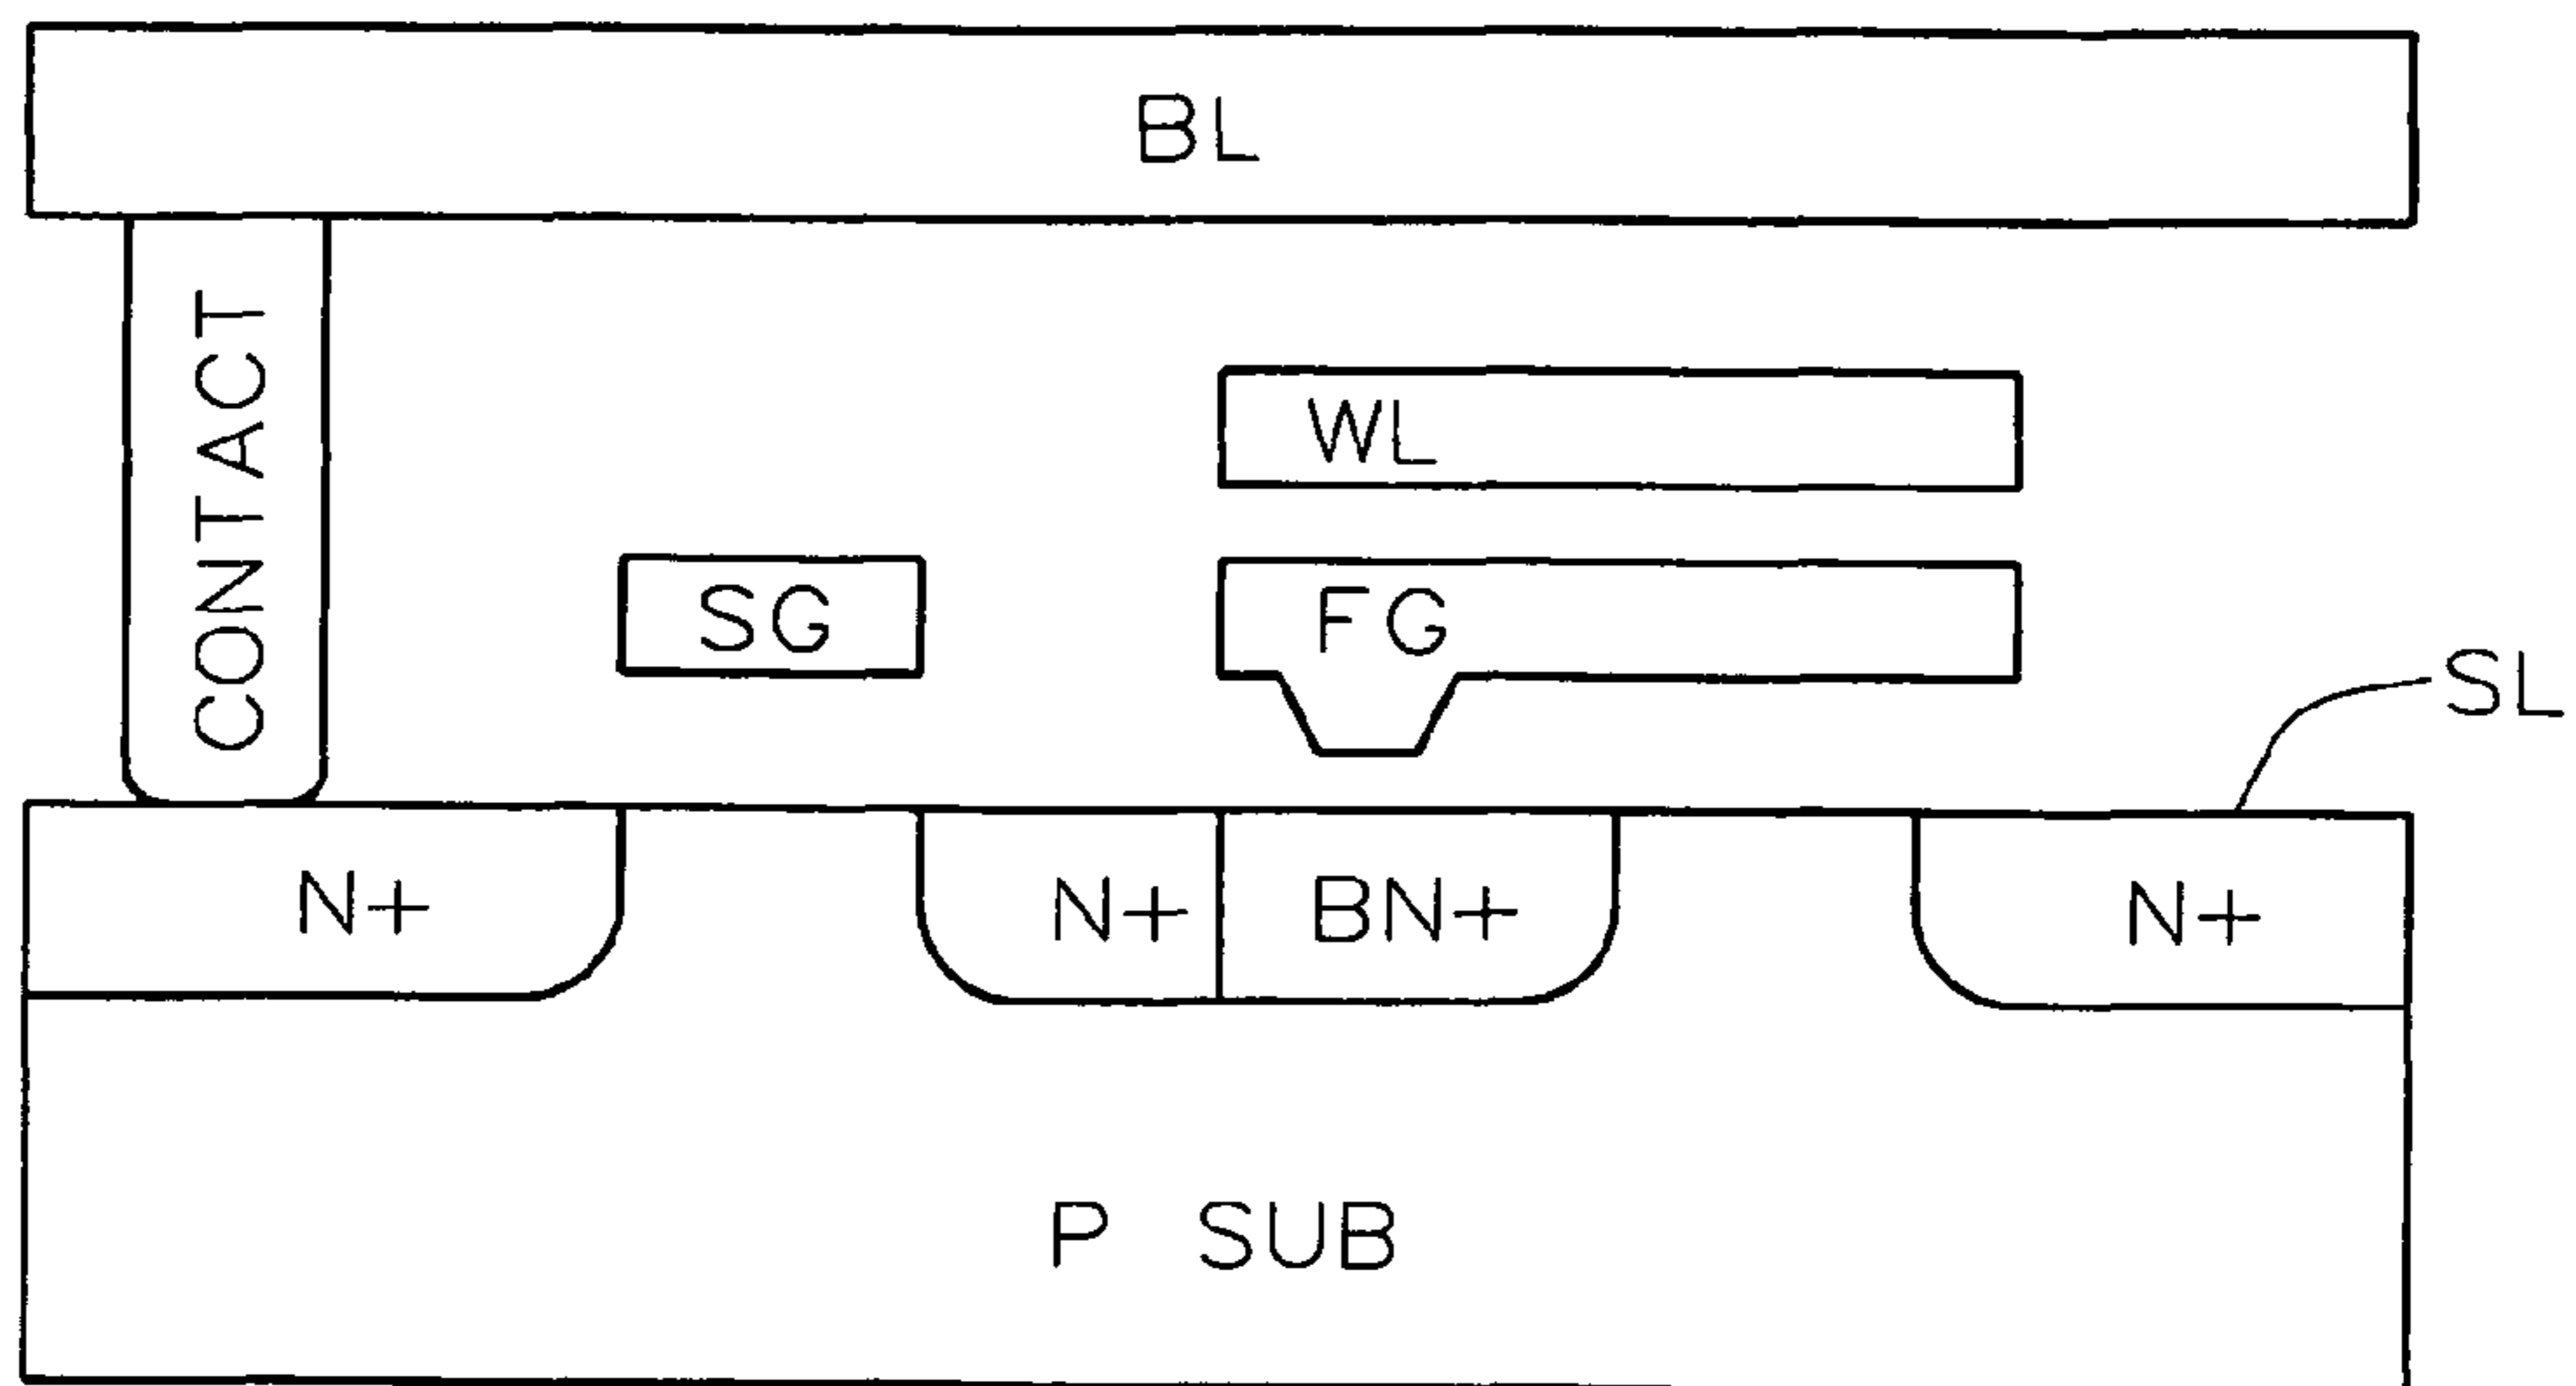 BL
CONTACT
WL
SG
FG
SL
N+
N+
BN+
N+
P SUB